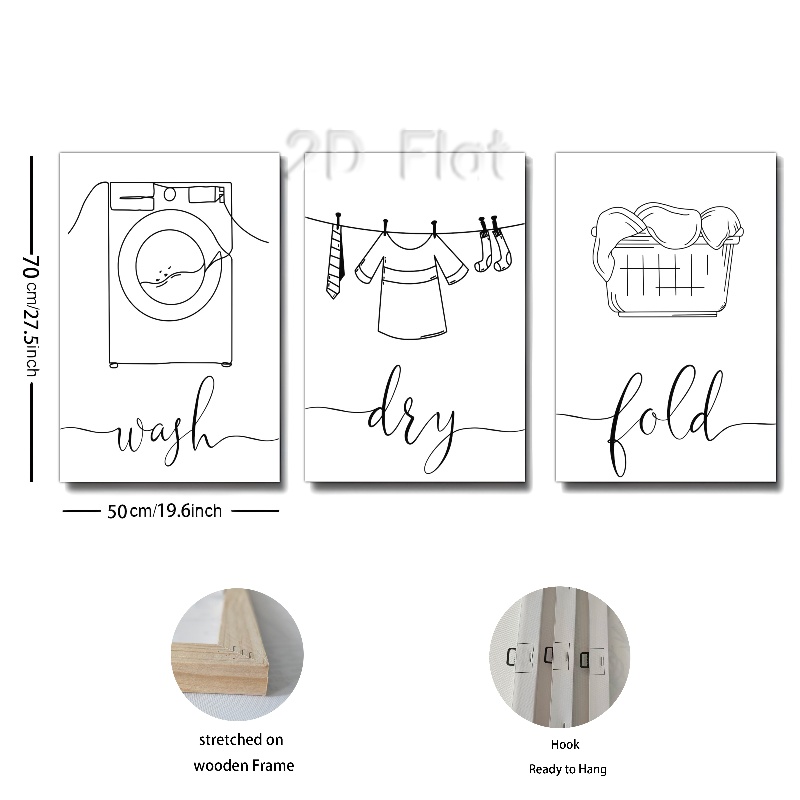 2D Flat
70 cm/27.5inch
wash
dry
fold
50cm/19.6inch
stretched on
wooden Frame
Hook
Ready to Hang